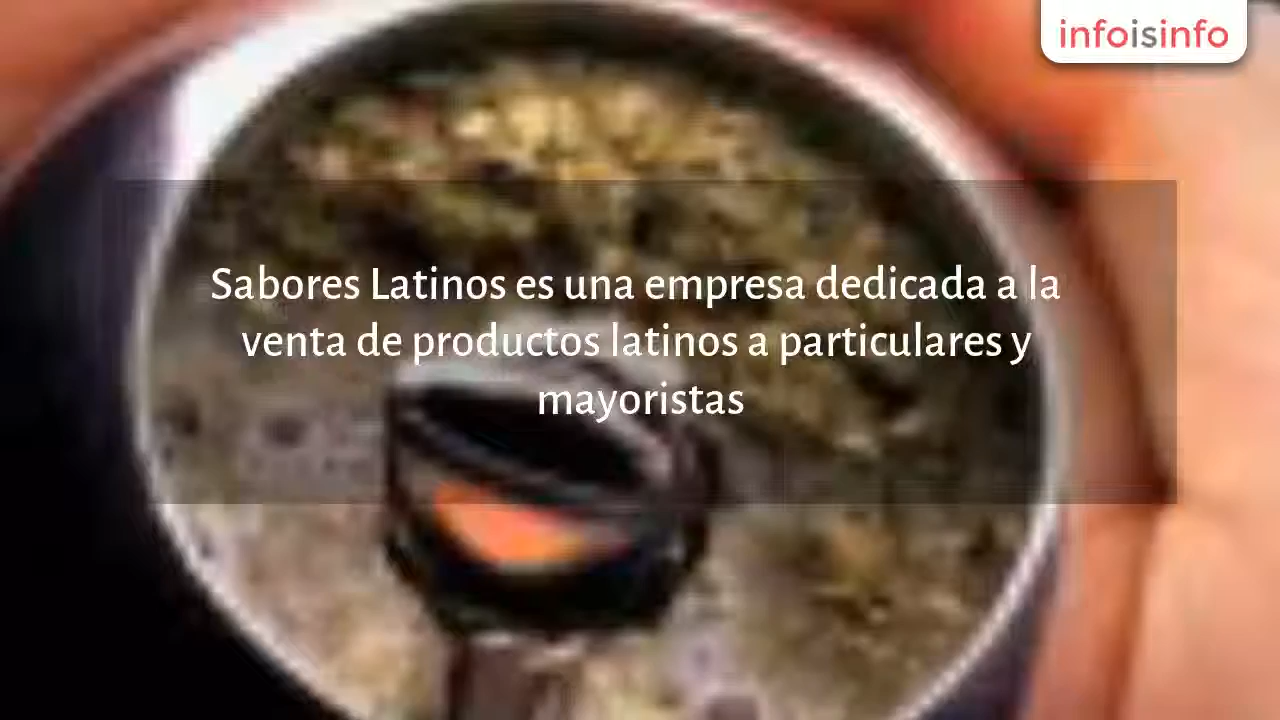 infoisinfo
Sabores Latinos es una empresa dedicada a la
venta de productos latinos a particulares y
mayoristas